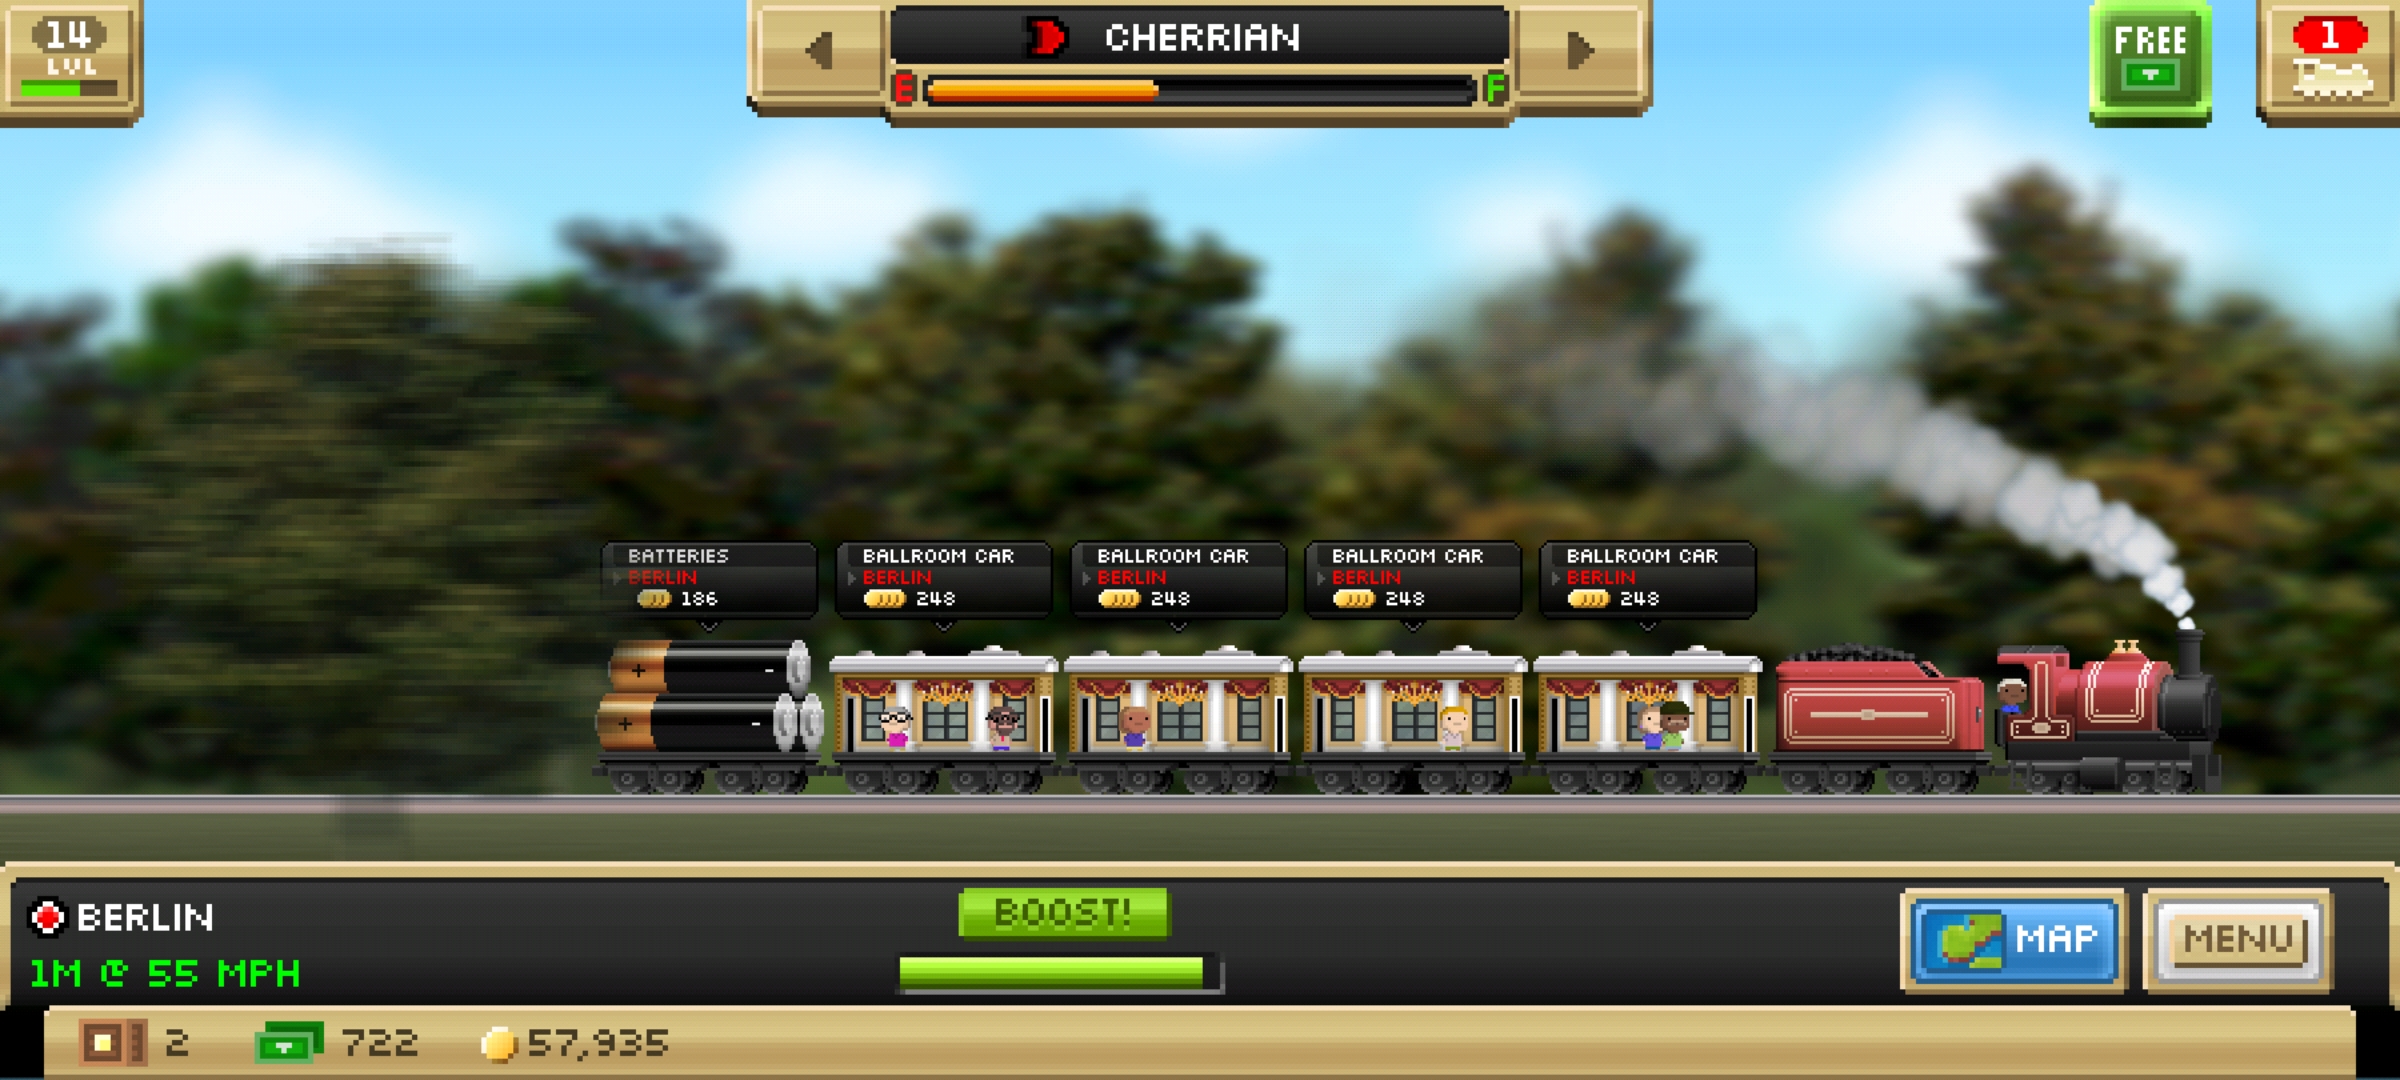 14
LVL
CHERRIAN
E
F
FREE
1
BATTERIES
BERLIN
186
BALLROOM CAR
BERLIN
248
BALLROOM CAR
BERLIN
248
BALLROOM CAR
BERLIN
248
BALLROOM CAR
BERLIN
248
+ -
+ -
BERLIN
1M @ 55 MPH
BOOST!
MAP
MENU
2
722
57,935